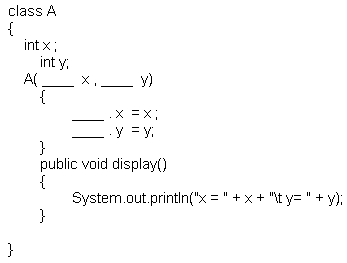 class A
{
int x ;
int y;
A( ____ x , ____ y)
{
____ . x = x ;
____ . y = y;
}
public void display()
{
System.out.println("x = " + x + "\t y= " + y);
}
}